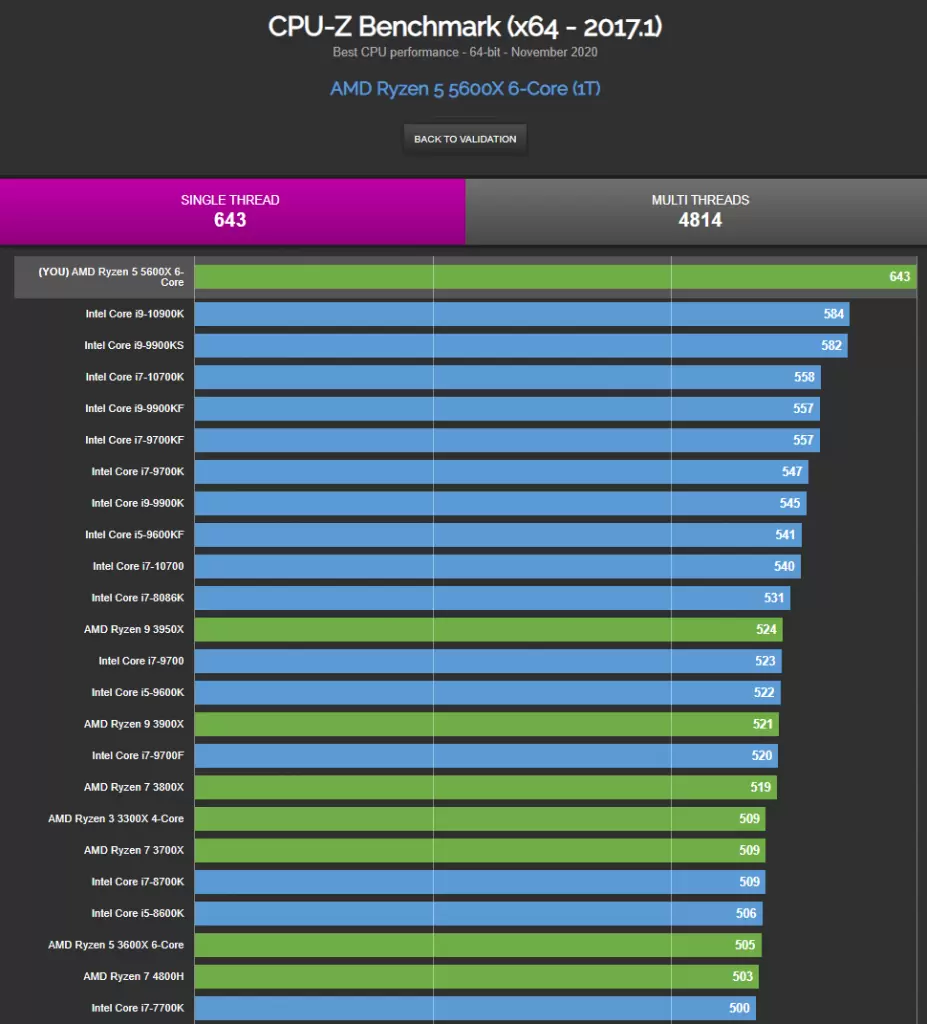 CPU-Z Benchmark (x64 - 2017.1)
Best CPU performance - 64-bit - November 2020
AMD Ryzen 5 5600X 6-Core (1T)
BACK TO VALIDATION
SINGLE THREAD
643
MULTI THREADS
4814
(YOU) AMD Ryzen 5 5600X 6-
Core
643
Intel Core i9-10900K
584
Intel Core i9-9900KS
582
Intel Core i7-10700K
558
Intel Core i9-9900KF
557
Intel Core i7-9700KF
557
Intel Core i7-9700K
547
Intel Core i9-9900K
545
Intel Core i5-9600KF
541
Intel Core i7-10700
540
Intel Core i7-8086K
531
AMD Ryzen 9 3950X
524
Intel Core i7-9700
523
Intel Core i5-9600K
522
AMD Ryzen 9 3900X
521
Intel Core i7-9700F
520
AMD Ryzen 7 3800X
519
AMD Ryzen 3 3300X 4-Core
509
AMD Ryzen 7 3700X
509
Intel Core i7-8700K
509
Intel Core i5-8600K
506
AMD Ryzen 5 3600X 6-Core
505
AMD Ryzen 7 4800H
503
Intel Core i7-7700K
500